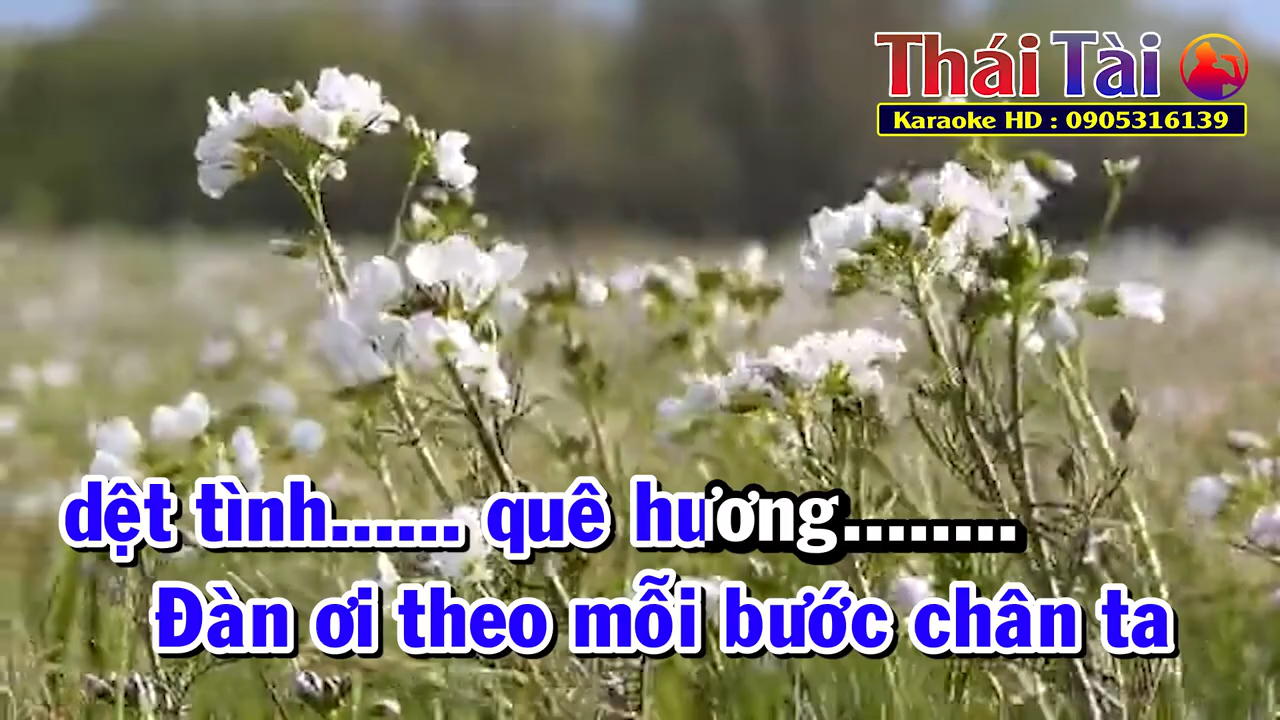 Thái Tài
Karaoke HD : 0905316139
dệt tình...... quê hương........
Đàn ơi theo mỗi bước chân ta